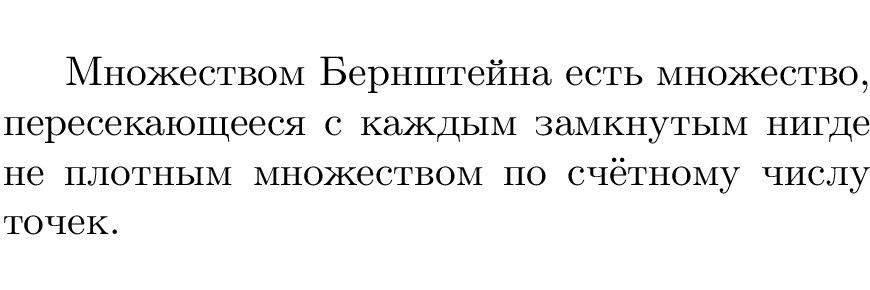 Множеством Бернштейна есть множество,
пересекающееся с каждым замкнутым нигде
не плотным множеством по счётному числу
точек.